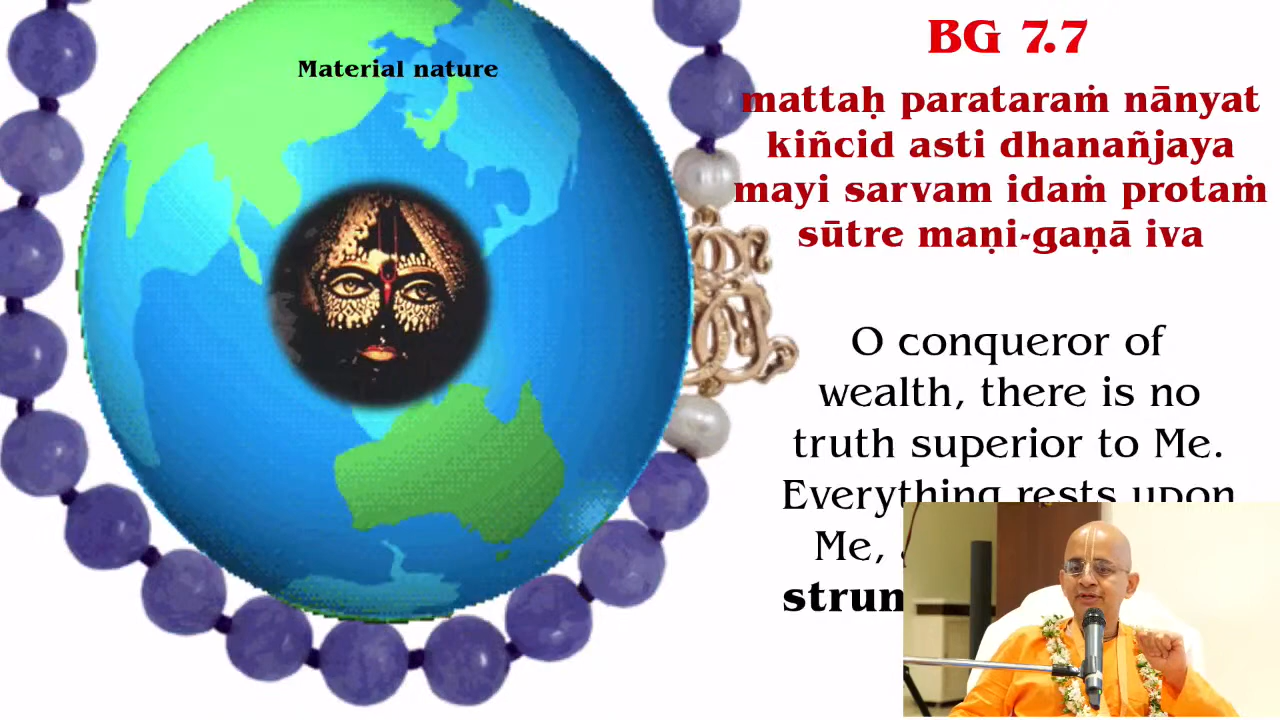 Material nature
BG 7.7
mattaḥ parataraṁ nānyat
kiñcid asti dhanañjaya
mayi sarvam idaṁ protaṁ
sūtre maṇi-gaṇā iva
O conqueror of
wealth, there is no
truth superior to Me.
Everything rests upon
Me,